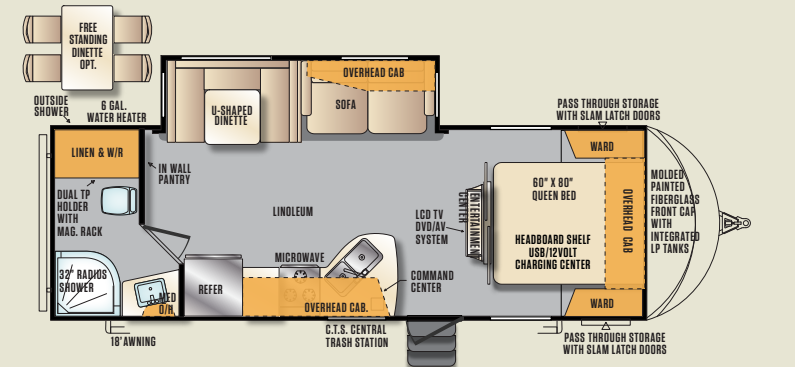 FREE
STANDING
DINETTE
OPT.
OVERHEAD CAB
SOFA
U-SHAPED
DINETTE
OUTSIDE
SHOWER
6 GAL.
WATER HEATER
PASS THROUGH STORAGE
WITH SLAM LATCH DOORS
LINEN & W/R
IN WALL
PANTRY
WARD
DUAL TP
HOLDER
WITH
MAG. RACK
LINOLEUM
LCD TV
DVD/AV
SYSTEM
ENTERTAINMENT
CENTER
60" X 80"
QUEEN BED
HEADBOARD SHELF
USB/12VOLT
CHARGING CENTER
OVERHEAD CAB
MOLDED
PAINTED
FIBERGLASS
FRONT CAP
WITH
INTEGRATED
LP TANKS
32" RADIUS
SHOWER
MED
O/H
REFER
MICROWAVE
OVERHEAD CAB.
COMMAND
CENTER
WARD
18' AWNING
C.T.S. CENTRAL
TRASH STATION
PASS THROUGH STORAGE
WITH SLAM LATCH DOORS